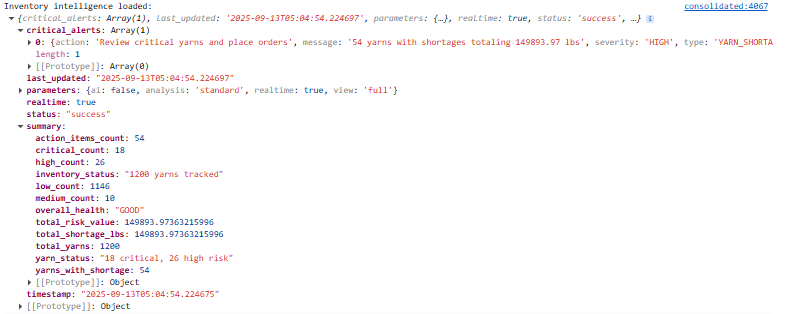 Inventory intelligence loaded: consolidated:4067
{critical_alerts: Array(1), last_updated: '2025-09-13T05:04:54.224697', parameters: {…}, realtime: true, status: 'success', …} i
critical_alerts: Array(1)
0: {action: 'Review critical yarns and place orders', message: '54 yarns with shortages totaling 149893.97 lbs', severity: 'HIGH', type: 'YARN_SHORTA
length: 1
[[Prototype]]: Array(0)
last_updated: "2025-09-13T05:04:54.224697"
parameters: {ai: false, analysis: 'standard', realtime: true, view: 'full'}
realtime: true
status: "success"
summary:
action_items_count: 54
critical_count: 18
high_count: 26
inventory_status: "1200 yarns tracked"
low_count: 1146
medium_count: 10
overall_health: "GOOD"
total_risk_value: 149893.97363215996
total_shortage_lbs: 149893.97363215996
total_yarns: 1200
yarn_status: "18 critical, 26 high risk"
yarns_with_shortage: 54
[[Prototype]]: Object
timestamp: "2025-09-13T05:04:54.224675"
[[Prototype]]: Object